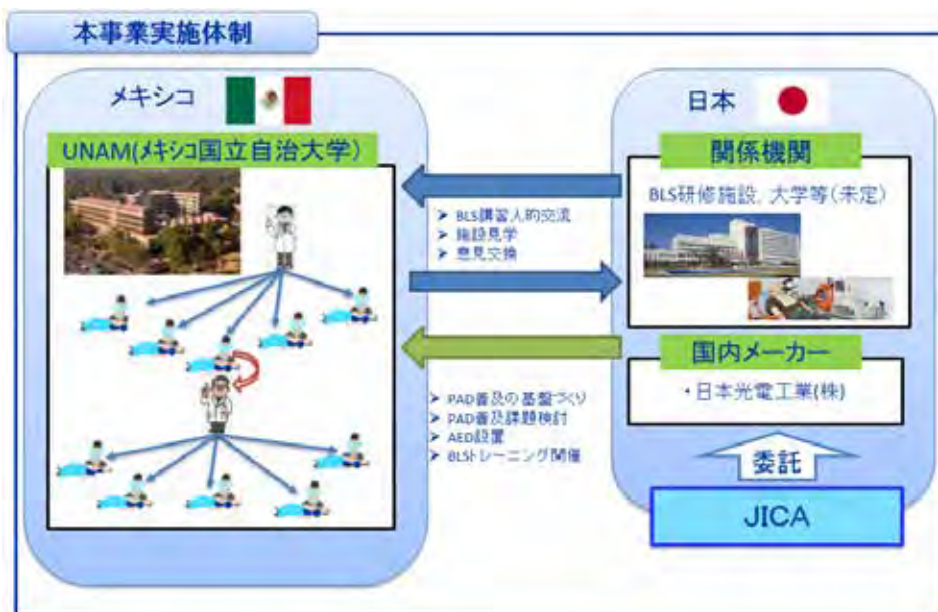 本事業実施体制
メキシコ
UNAM(メキシコ国立自治大学)
BLS講習人的交流
施設見学
意見交換
PAD普及の基盤づくり
PAD普及課題検討
AED設置
BLSトレーニング開催
日本
関係機関
BLS研修施設、大学等(未定)
国内メーカー
・日本光電工業(株)
委託
JICA